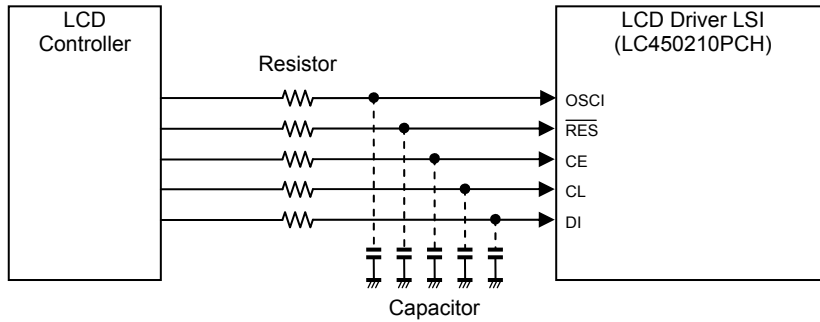 LCD
Controller
LCD Driver LSI
(LC450210PCH)
Resistor
OSCI
RES
CE
CL
DI
Capacitor